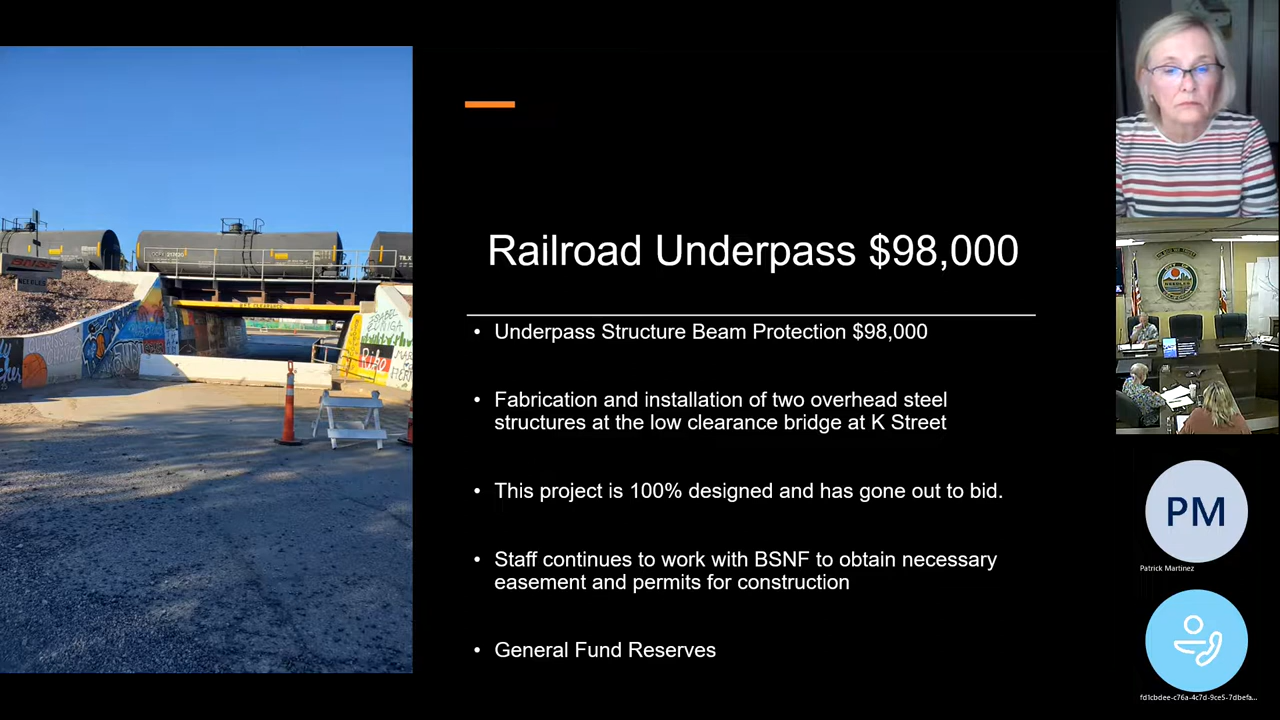 Railroad Underpass $98,000
• Underpass Structure Beam Protection $98,000
• Fabrication and installation of two overhead steel
structures at the low clearance bridge at K Street
• This project is 100% designed and has gone out to bid.
• Staff continues to work with BSNF to obtain necessary
easement and permits for construction
• General Fund Reserves
NEEDLES
Riko
NEEDLES
PM
Patrick Martinez
fd1cbdee-c76a-4c7d-9ce5-7dbefa...